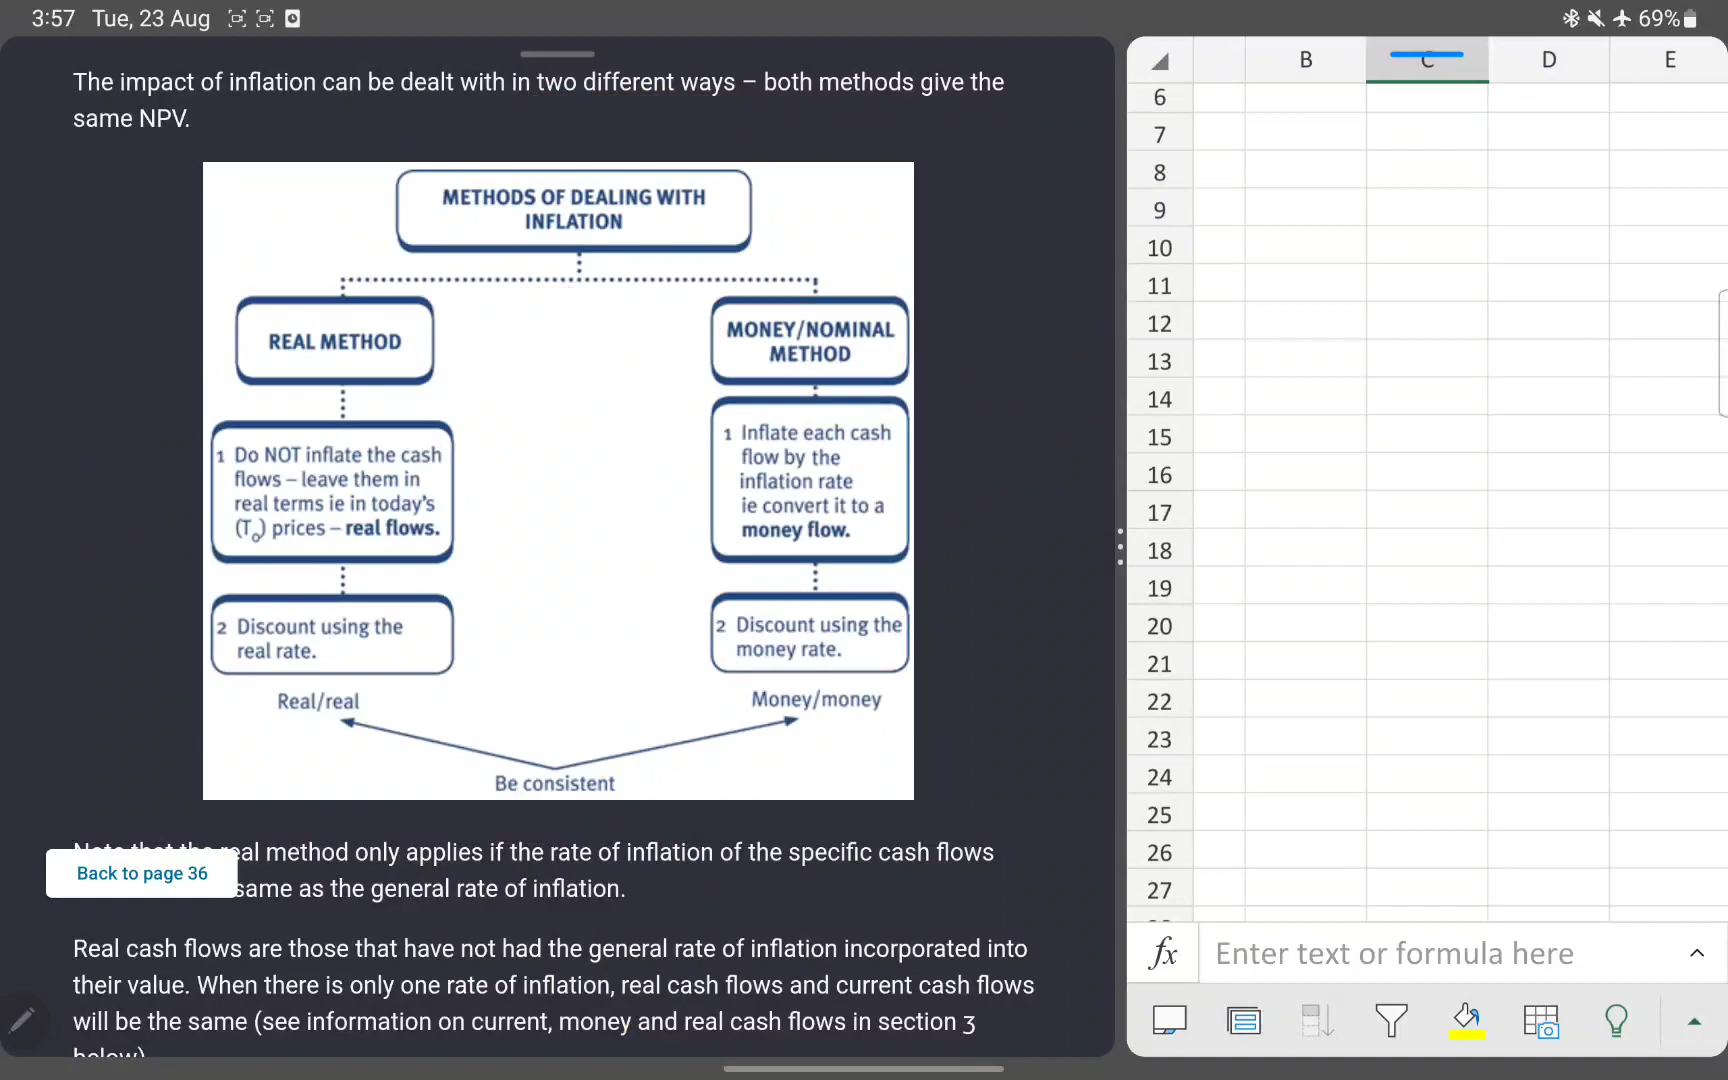 3:57 Tue, 23 Aug
69%
The impact of inflation can be dealt with in two different ways – both methods give the
same NPV.
METHODS OF DEALING WITH
INFLATION
REAL METHOD
1 Do NOT inflate the cash
flows – leave them in
real terms ie in today's
(T₀) prices – real flows.
2 Discount using the
real rate.
Real/real
MONEY/NOMINAL
METHOD
1 Inflate each cash
flow by the
inflation rate
ie convert it to a
money flow.
2 Discount using the
money rate.
Money/money
Be consistent
Note that the real method only applies if the rate of inflation of the specific cash flows
Back to page 36
same as the general rate of inflation.
Real cash flows are those that have not had the general rate of inflation incorporated into
their value. When there is only one rate of inflation, real cash flows and current cash flows
will be the same (see information on current, money and real cash flows in section 3
below)
B C D E
6
7
8
9
10
11
12
13
14
15
16
17
18
19
20
21
22
23
24
25
26
27
fx Enter text or formula here